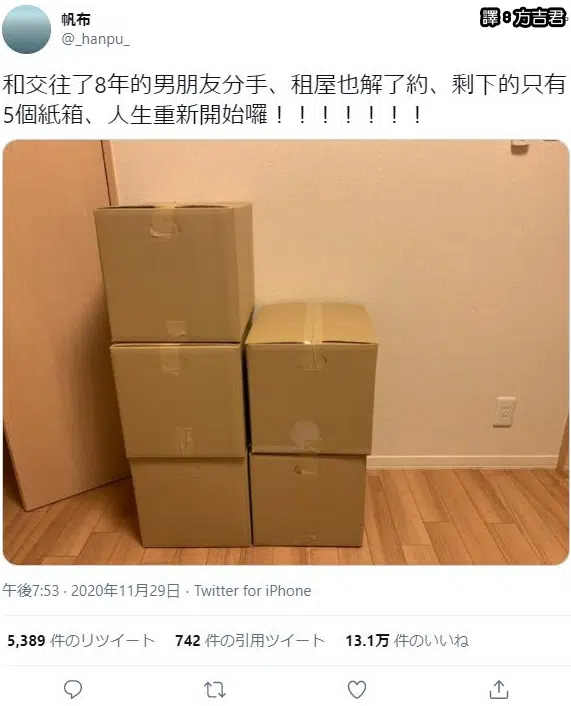 譯8方吉君
帆布
@_hanpu_
和交往了8年的男朋友分手、租屋也解了約、剩下的只有
5個紙箱、人生重新開始囉！！！！！！！
午後7:53 · 2020年11月29日 · Twitter for iPhone
5,389 件のリツイート 742 件の引用ツイート 13.1万 件のいいね